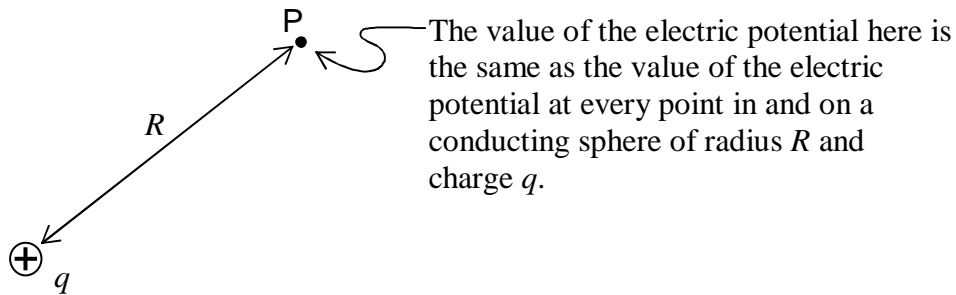 P
The value of the electric potential here is
the same as the value of the electric
potential at every point in and on a
conducting sphere of radius R and
charge q.
R
+
q